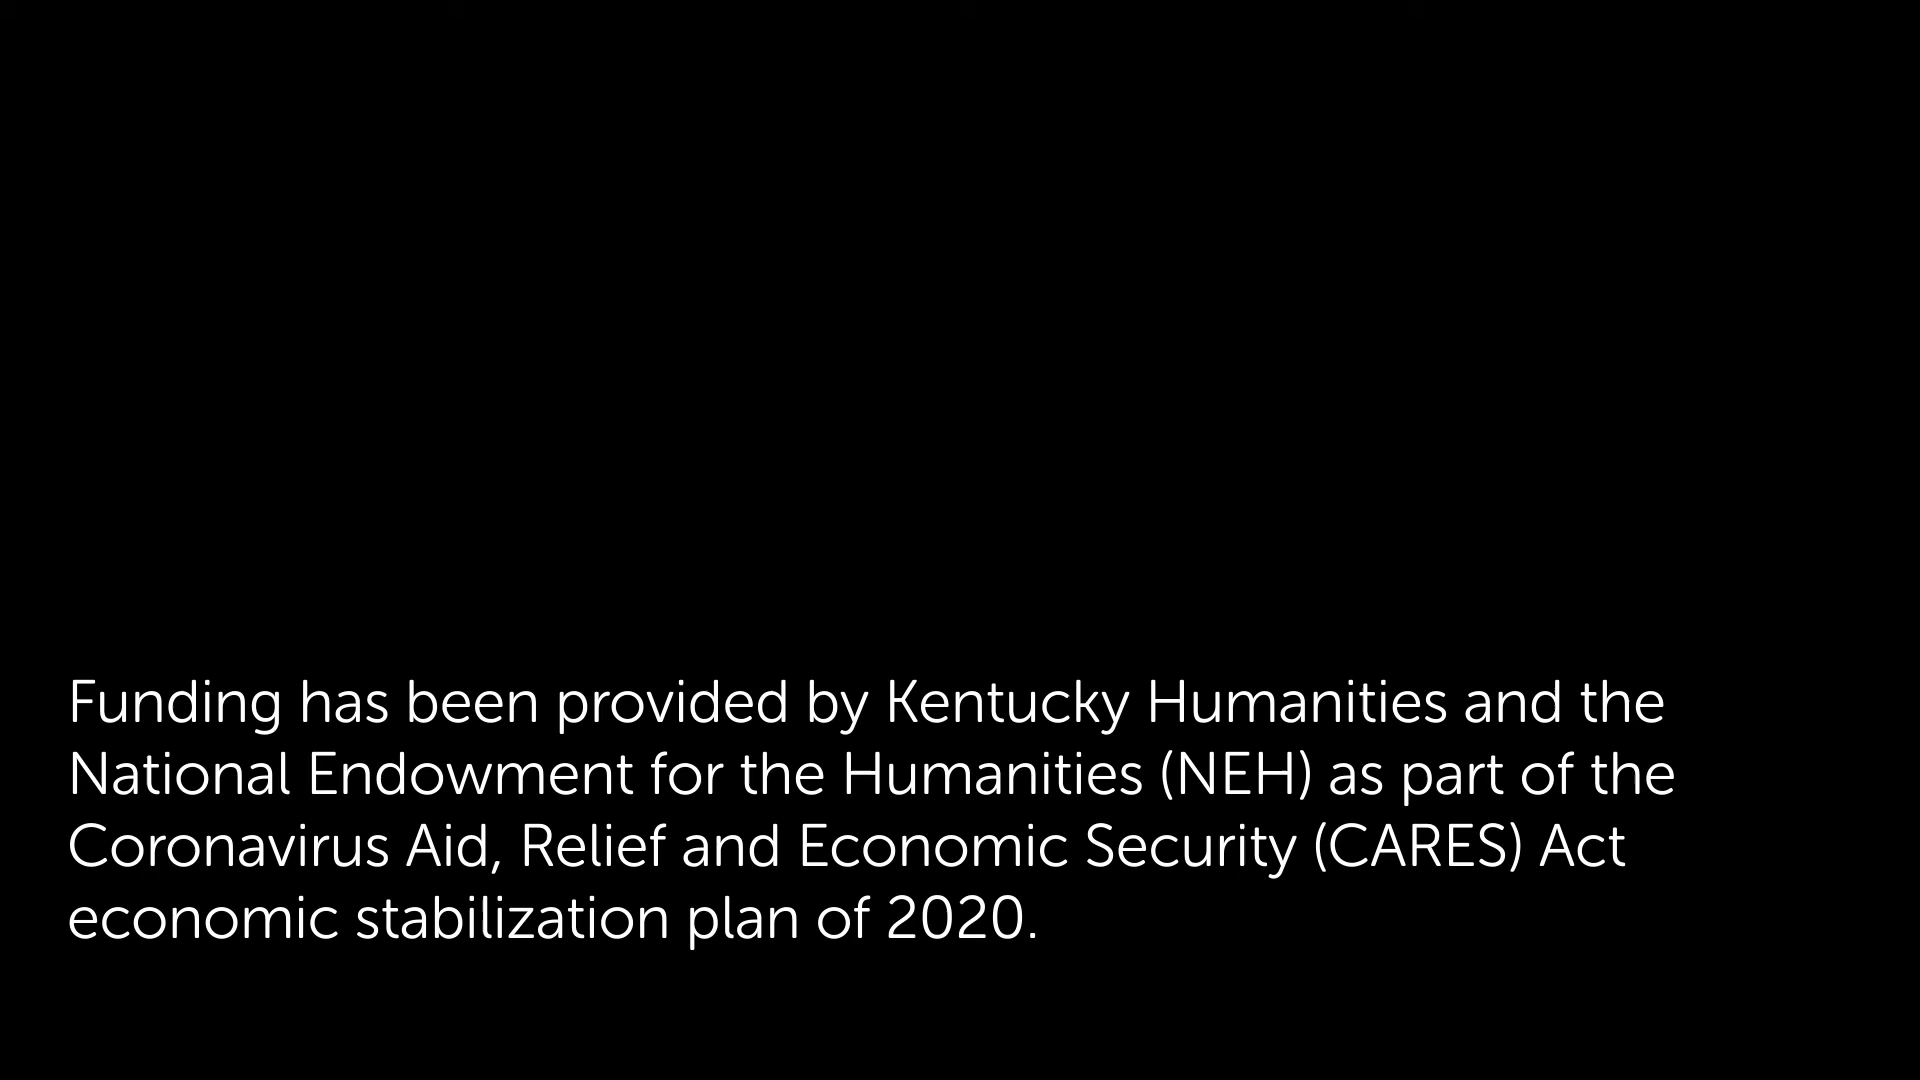 Funding has been provided by Kentucky Humanities and the
National Endowment for the Humanities (NEH) as part of the
Coronavirus Aid, Relief and Economic Security (CARES) Act
economic stabilization plan of 2020.